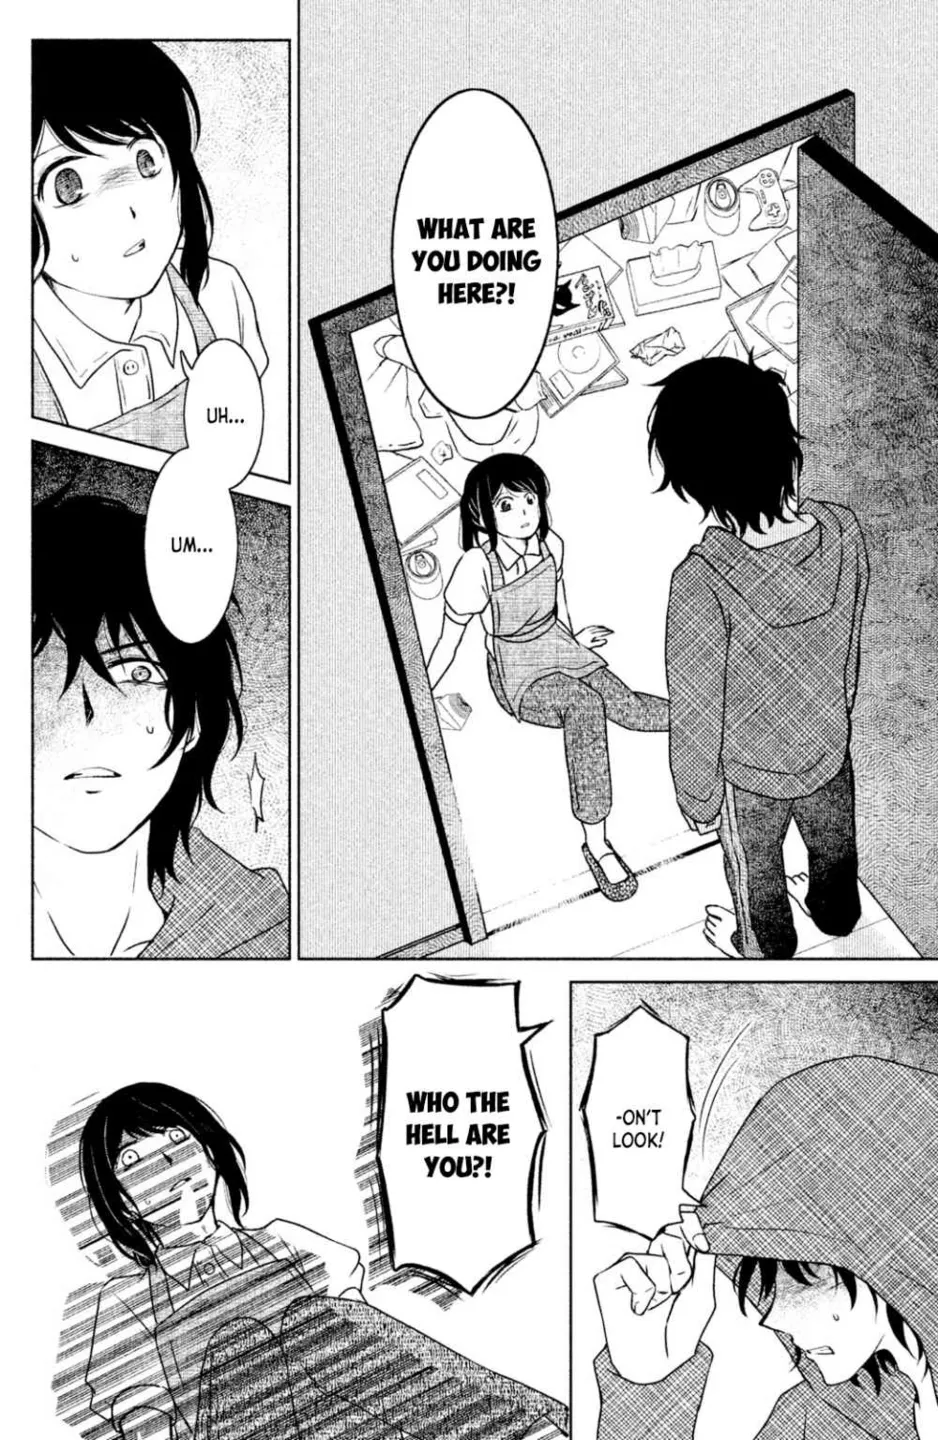 WHAT ARE
YOU DOING
HERE?!
UH...
UM...
-ON'T
LOOK!
WHO THE
HELL ARE
YOU?!